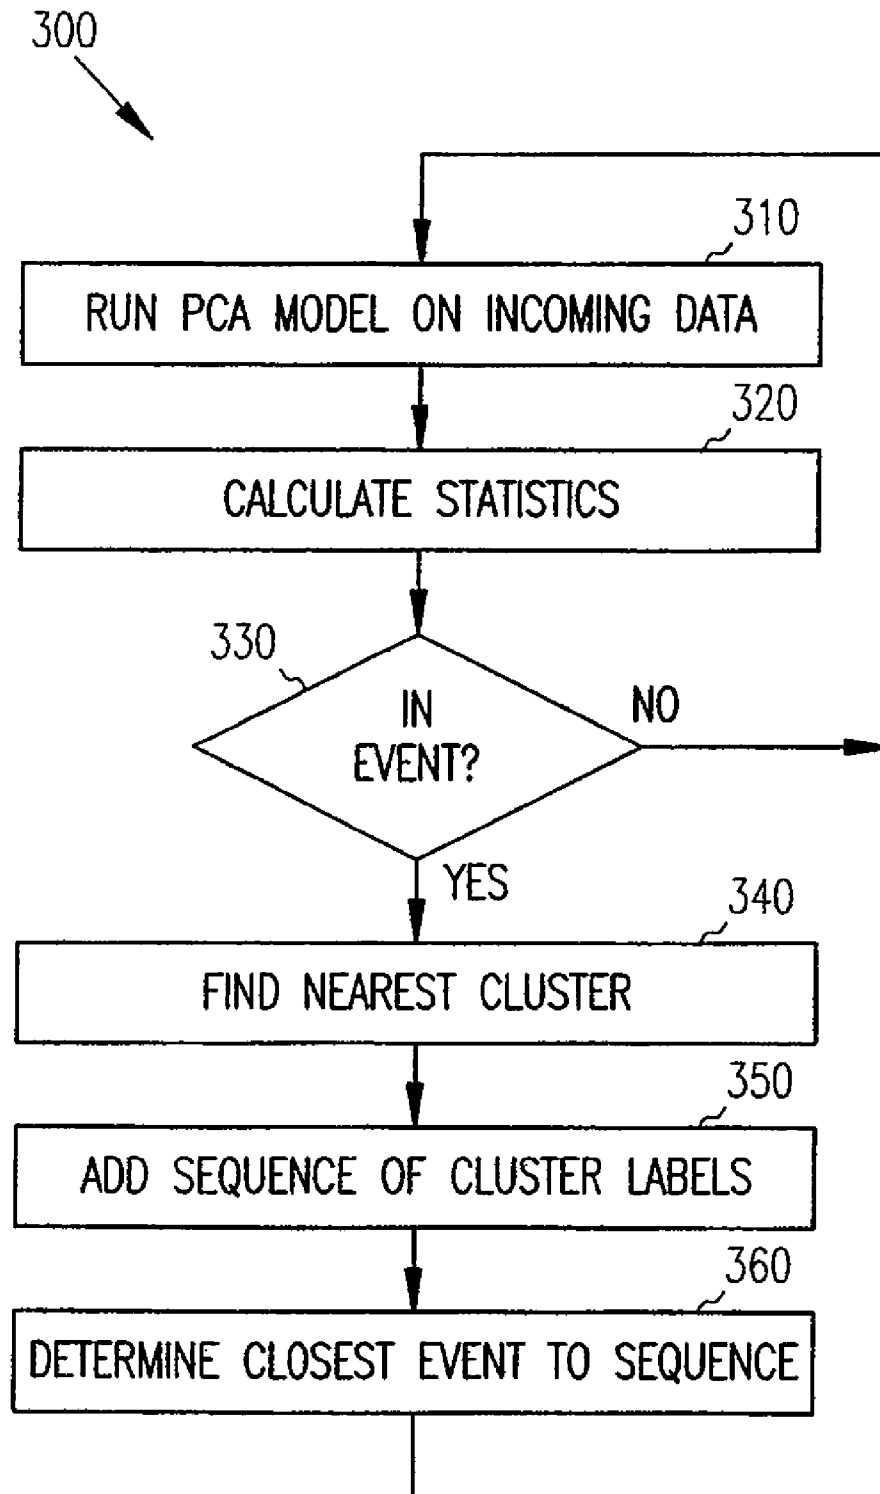 300
310
RUN PCA MODEL ON INCOMING DATA
320
CALCULATE STATISTICS
330
IN
EVENT?
NO
YES
340
FIND NEAREST CLUSTER
350
ADD SEQUENCE OF CLUSTER LABELS
360
DETERMINE CLOSEST EVENT TO SEQUENCE